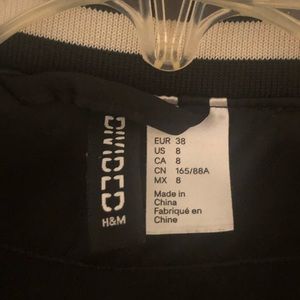 DIVIDED
H&M
EUR 38
US 8
CA 8
CN 165/88A
MX 8
Made in
China
Fabriqué en
Chine